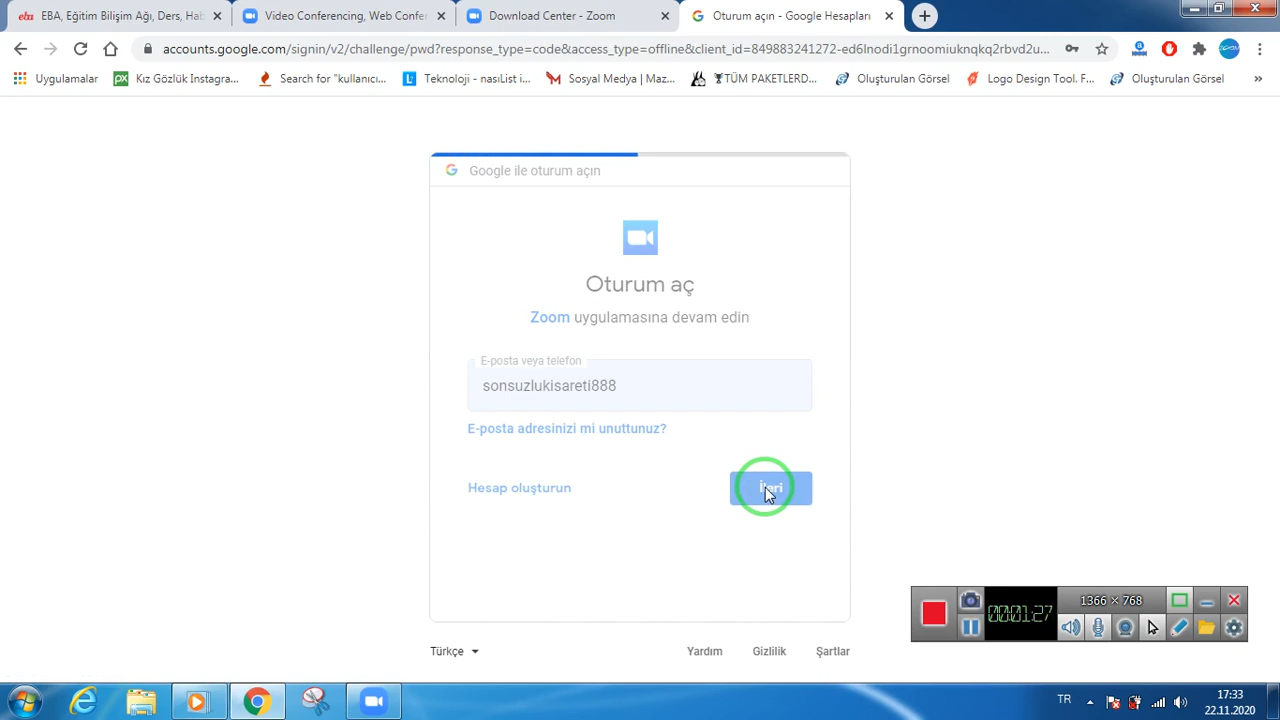 eba EBA, Eğitim Bilişim Ağı, Ders, Ha
Video Conferencing, Web Confer
Download Center - Zoom
Oturum açın - Google Hesapları
accounts.google.com/signin/v2/challenge/pwd?response_type=code&access_type=offline&client_id=849883241272-ed6lnodi1grnoomiuknqkq2rbvd2u...
Uygulamalar
Kız Gözlük Instagra...
Search for "kullanıcı...
Teknoloji - nasıList i...
Sosyal Medya | Maz...
TÜM PAKETLERD...
Oluşturulan Görsel
Logo Design Tool. F...
Oluşturulan Görsel
Google ile oturum açın
Oturum aç
Zoom uygulamasına devam edin
E-posta veya telefon
sonsuzlukisareti888
E-posta adresinizi mi unuttunuz?
Hesap oluşturun
İleri
1366 × 768
00:01:27
Türkçe
Yardım
Gizlilik
Şartlar
TR
17:33
22.11.2020